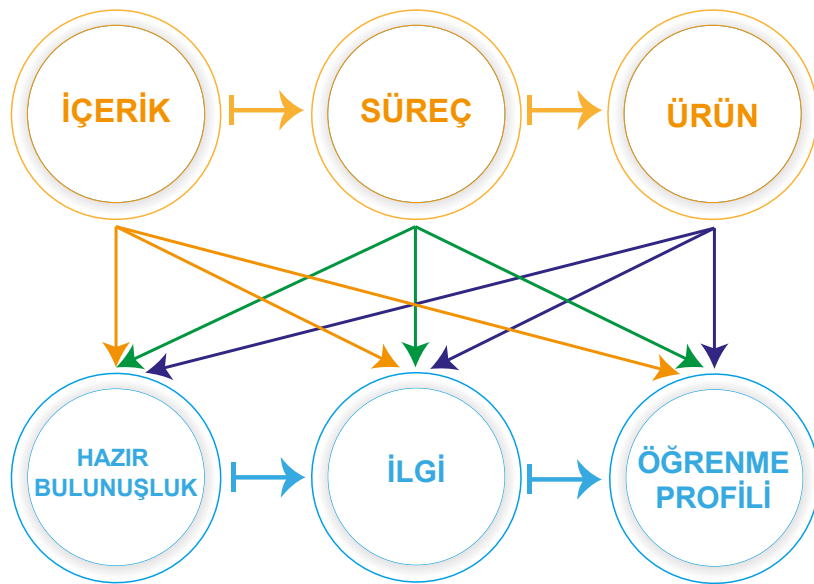 İÇERİK
SÜREÇ
ÜRÜN
HAZIR
BULUNUŞLUK
İLGİ
ÖĞRENME
PROFİLİ